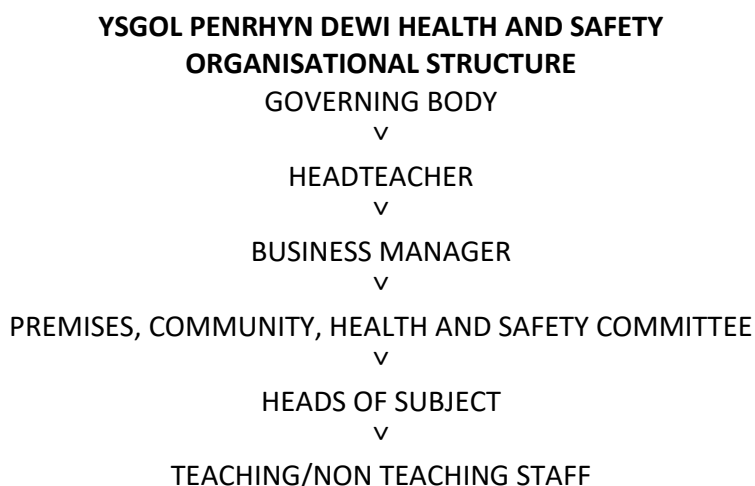 YSGOL PENRHYN DEWI HEALTH AND SAFETY
ORGANISATIONAL STRUCTURE
GOVERNING BODY
˅
HEADTEACHER
˅
BUSINESS MANAGER
˅
PREMISES, COMMUNITY, HEALTH AND SAFETY COMMITTEE
˅
HEADS OF SUBJECT
˅
TEACHING/NON TEACHING STAFF